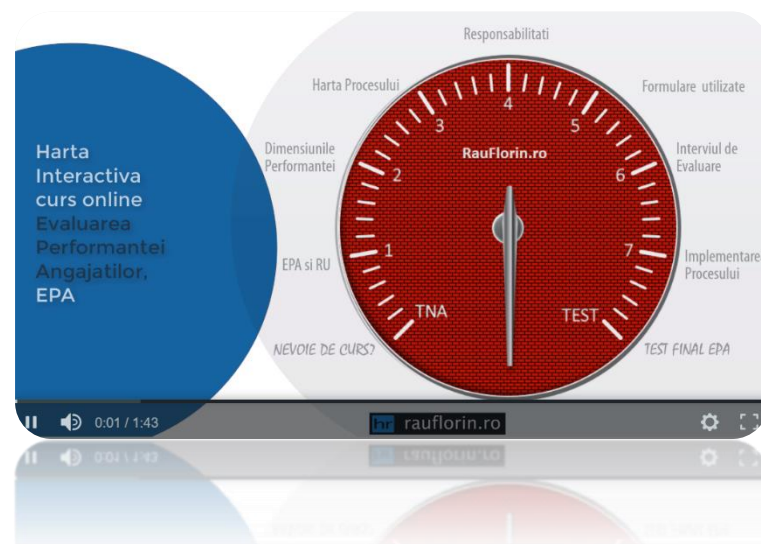 Responsabilitati
Harta Procesului
Formulare utilizate
Dimensiunile
Performantei
Interviul de
Evaluare
EPA si RU
Implementarea
Procesului
NEVOIE DE CURS?
TEST FINAL EPA
RauFlorin.ro
TNA
1
2
3
4
5
6
7
TEST
Harta
Interactiva
curs online
Evaluarea
Performantei
Angajatilor,
EPA
0:01 / 1:43
hr rauflorin.ro